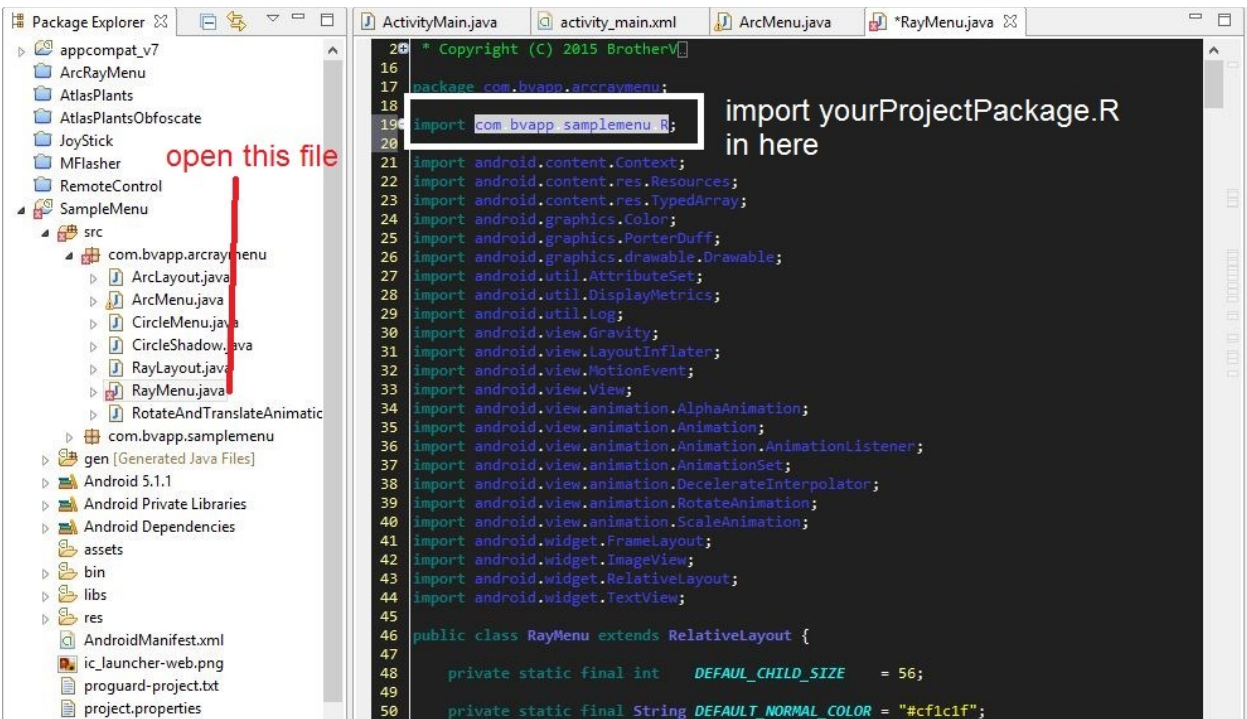 Package Explorer
appcompat_v7
ArcRayMenu
AtlasPlants
AtlasPlantsObfoscate
JoyStick
MFlasher
RemoteControl
SampleMenu
src
com.bvapp.arcraymenu
ArcLayout.java
ArcMenu.java
CircleMenu.java
CircleShadow.java
RayLayout.java
RayMenu.java
RotateAndTranslateAnimatic
com.bvapp.samplemenu
gen [Generated Java Files]
Android 5.1.1
Android Private Libraries
Android Dependencies
assets
bin
libs
res
AndroidManifest.xml
ic_launcher-web.png
proguard-project.txt
project.properties
open this file
ActivityMain.java activity_main.xml ArcMenu.java *RayMenu.java
2 * Copyright (C) 2015 BrotherV
16
17 package com.bvapp.arcraymenu;
18
19 import com.bvapp.samplemenu.R;
20
21 import android.content.Context;
22 import android.content.res.Resources;
23 import android.content.res.TypedArray;
24 import android.graphics.Color;
25 import android.graphics.PorterDuff;
26 import android.graphics.drawable.Drawable;
27 import android.util.AttributeSet;
28 import android.util.DisplayMetrics;
29 import android.util.Log;
30 import android.view.Gravity;
31 import android.view.LayoutInflater;
32 import android.view.MotionEvent;
33 import android.view.View;
34 import android.view.animation.AlphaAnimation;
35 import android.view.animation.Animation;
36 import android.view.animation.Animation.AnimationListener;
37 import android.view.animation.AnimationSet;
38 import android.view.animation.DecelerateInterpolator;
39 import android.view.animation.RotateAnimation;
40 import android.view.animation.ScaleAnimation;
41 import android.widget.FrameLayout;
42 import android.widget.ImageView;
43 import android.widget.RelativeLayout;
44 import android.widget.TextView;
45
46 public class RayMenu extends RelativeLayout {
47
48 private static final int DEFAUL_CHILD_SIZE = 56;
49
50 private static final String DEFAULT_NORMAL_COLOR = "#cf1c1f";
import yourProjectPackage.R
in here